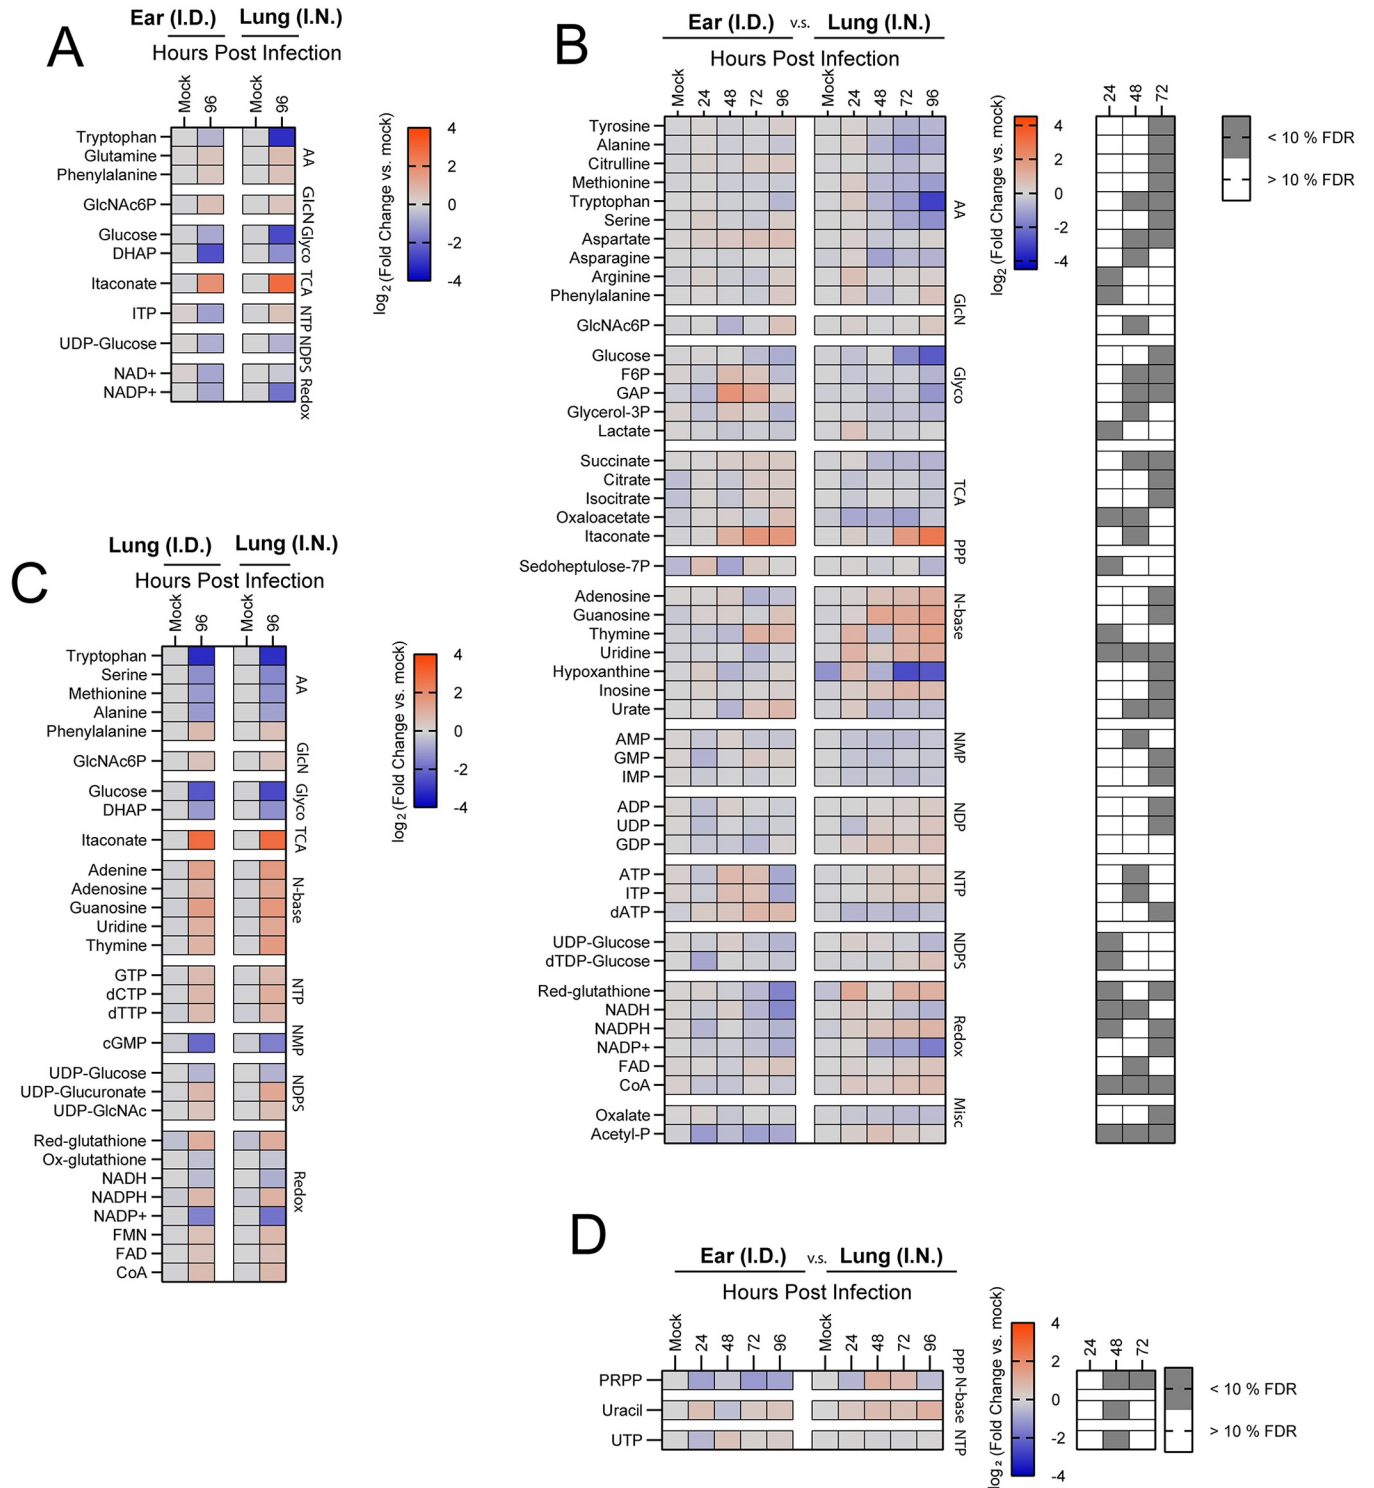 A
Ear (I.D.) Lung (I.N.)
Hours Post Infection
Mock 96 Mock 96
Tryptophan
Glutamine
Phenylalanine
GlcNAc6P
Glucose
DHAP
Itaconate
ITP
UDP-Glucose
NAD+
NADP+
AA
GlcN
Glyco
TCA
NTP
NDPS
Redox
4
2
0
-2
-4
log2 (Fold Change vs. mock)
B
Ear (I.D.) v.s. Lung (I.N.)
Hours Post Infection
Mock 24 48 72 96 Mock 24 48 72 96
24 48 72
Tyrosine
Alanine
Citrulline
Methionine
Tryptophan
Serine
Aspartate
Asparagine
Arginine
Phenylalanine
GlcNAc6P
Glucose
F6P
GAP
Glycerol-3P
Lactate
Succinate
Citrate
Isocitrate
Oxaloacetate
Itaconate
Sedoheptulose-7P
Adenosine
Guanosine
Thymine
Uridine
Hypoxanthine
Inosine
Urate
AMP
GMP
IMP
ADP
UDP
GDP
ATP
ITP
dATP
UDP-Glucose
dTDP-Glucose
Red-glutathione
NADH
NADPH
NADP+
FAD
CoA
Oxalate
Acetyl-P
AA
GlcN
Glyco
TCA
PPP
N-base
NMP
NDP
NTP
NDPS
Redox
Misc
4
2
0
-2
-4
log2 (Fold Change vs. mock)
< 10 % FDR
> 10 % FDR
C
Lung (I.D.) Lung (I.N.)
Hours Post Infection
Mock 96 Mock 96
Tryptophan
Serine
Methionine
Alanine
Phenylalanine
GlcNAc6P
Glucose
DHAP
Itaconate
Adenine
Adenosine
Guanosine
Uridine
Thymine
GTP
dCTP
dTTP
cGMP
UDP-Glucose
UDP-Glucuronate
UDP-GlcNAc
Red-glutathione
Ox-glutathione
NADH
NADPH
NADP+
FMN
FAD
CoA
AA
GlcN
Glyco
TCA
N-base
NTP
NMP
NDPS
Redox
4
2
0
-2
-4
log2 (Fold Change vs. mock)
D
Ear (I.D.) v.s. Lung (I.N.)
Hours Post Infection
Mock 24 48 72 96 Mock 24 48 72 96
24 48 72
PRPP
Uracil
UTP
PPP
N-base
NTP
4
2
0
-2
-4
log2 (Fold Change vs. mock)
< 10 % FDR
> 10 % FDR